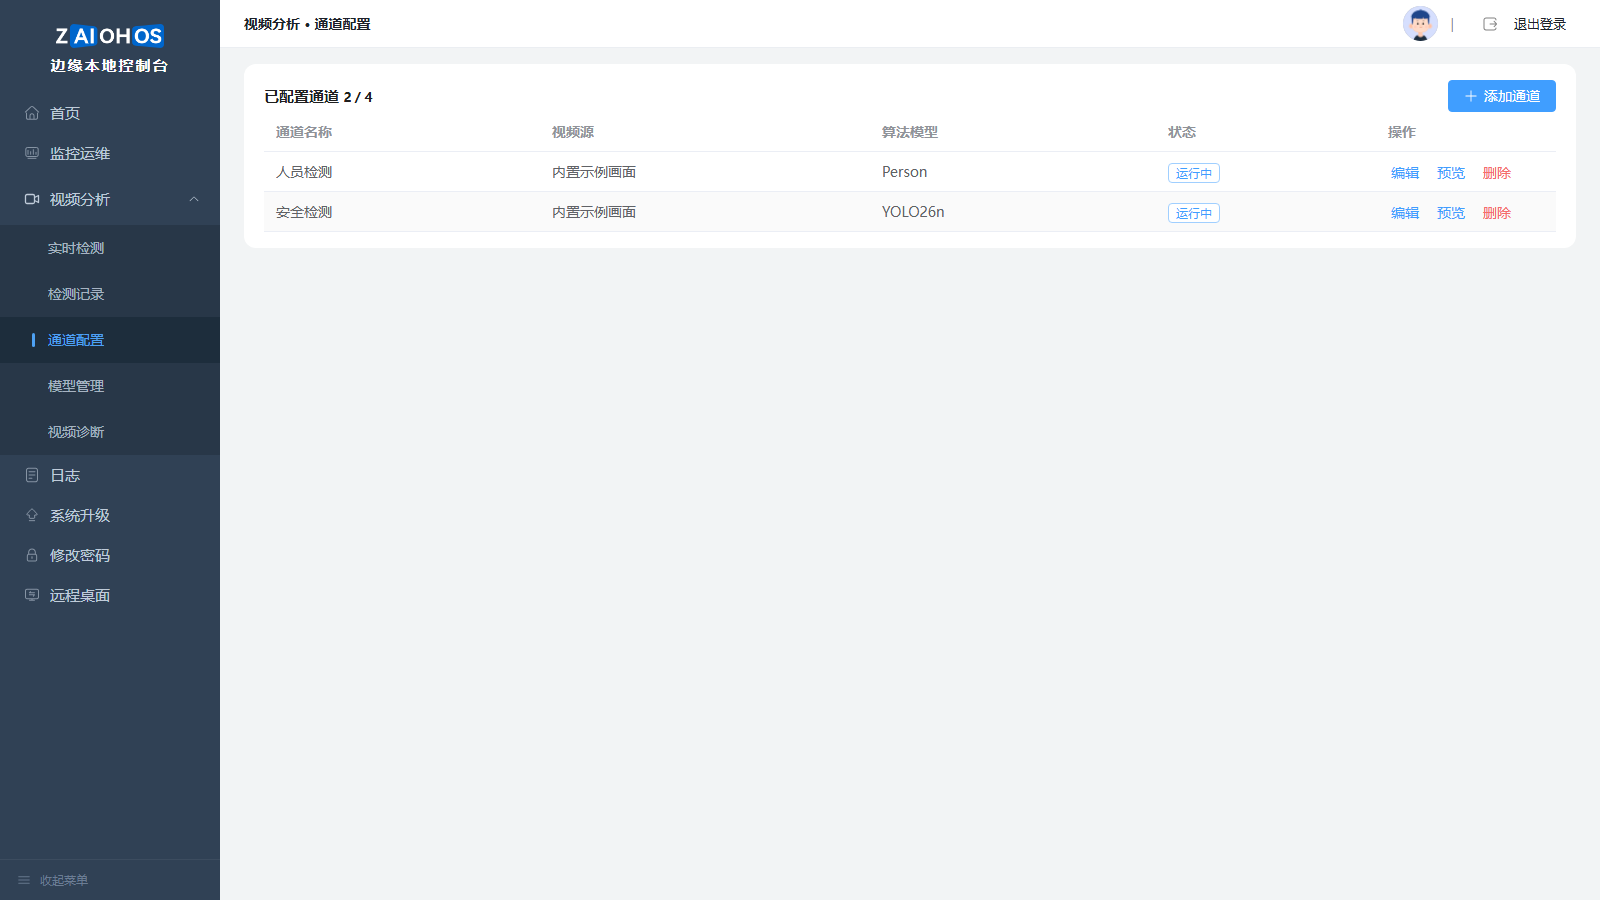 ZAIOHOS
边缘本地控制台
首页
监控运维
视频分析
实时检测
检测记录
通道配置
模型管理
视频诊断
日志
系统升级
修改密码
远程桌面
收起菜单
视频分析 • 通道配置
| 退出登录
已配置通道 2 / 4
添加通道
通道名称 视频源 算法模型 状态 操作
人员检测 内置示例画面 Person 运行中 编辑 预览 删除
安全检测 内置示例画面 YOLO26n 运行中 编辑 预览 删除